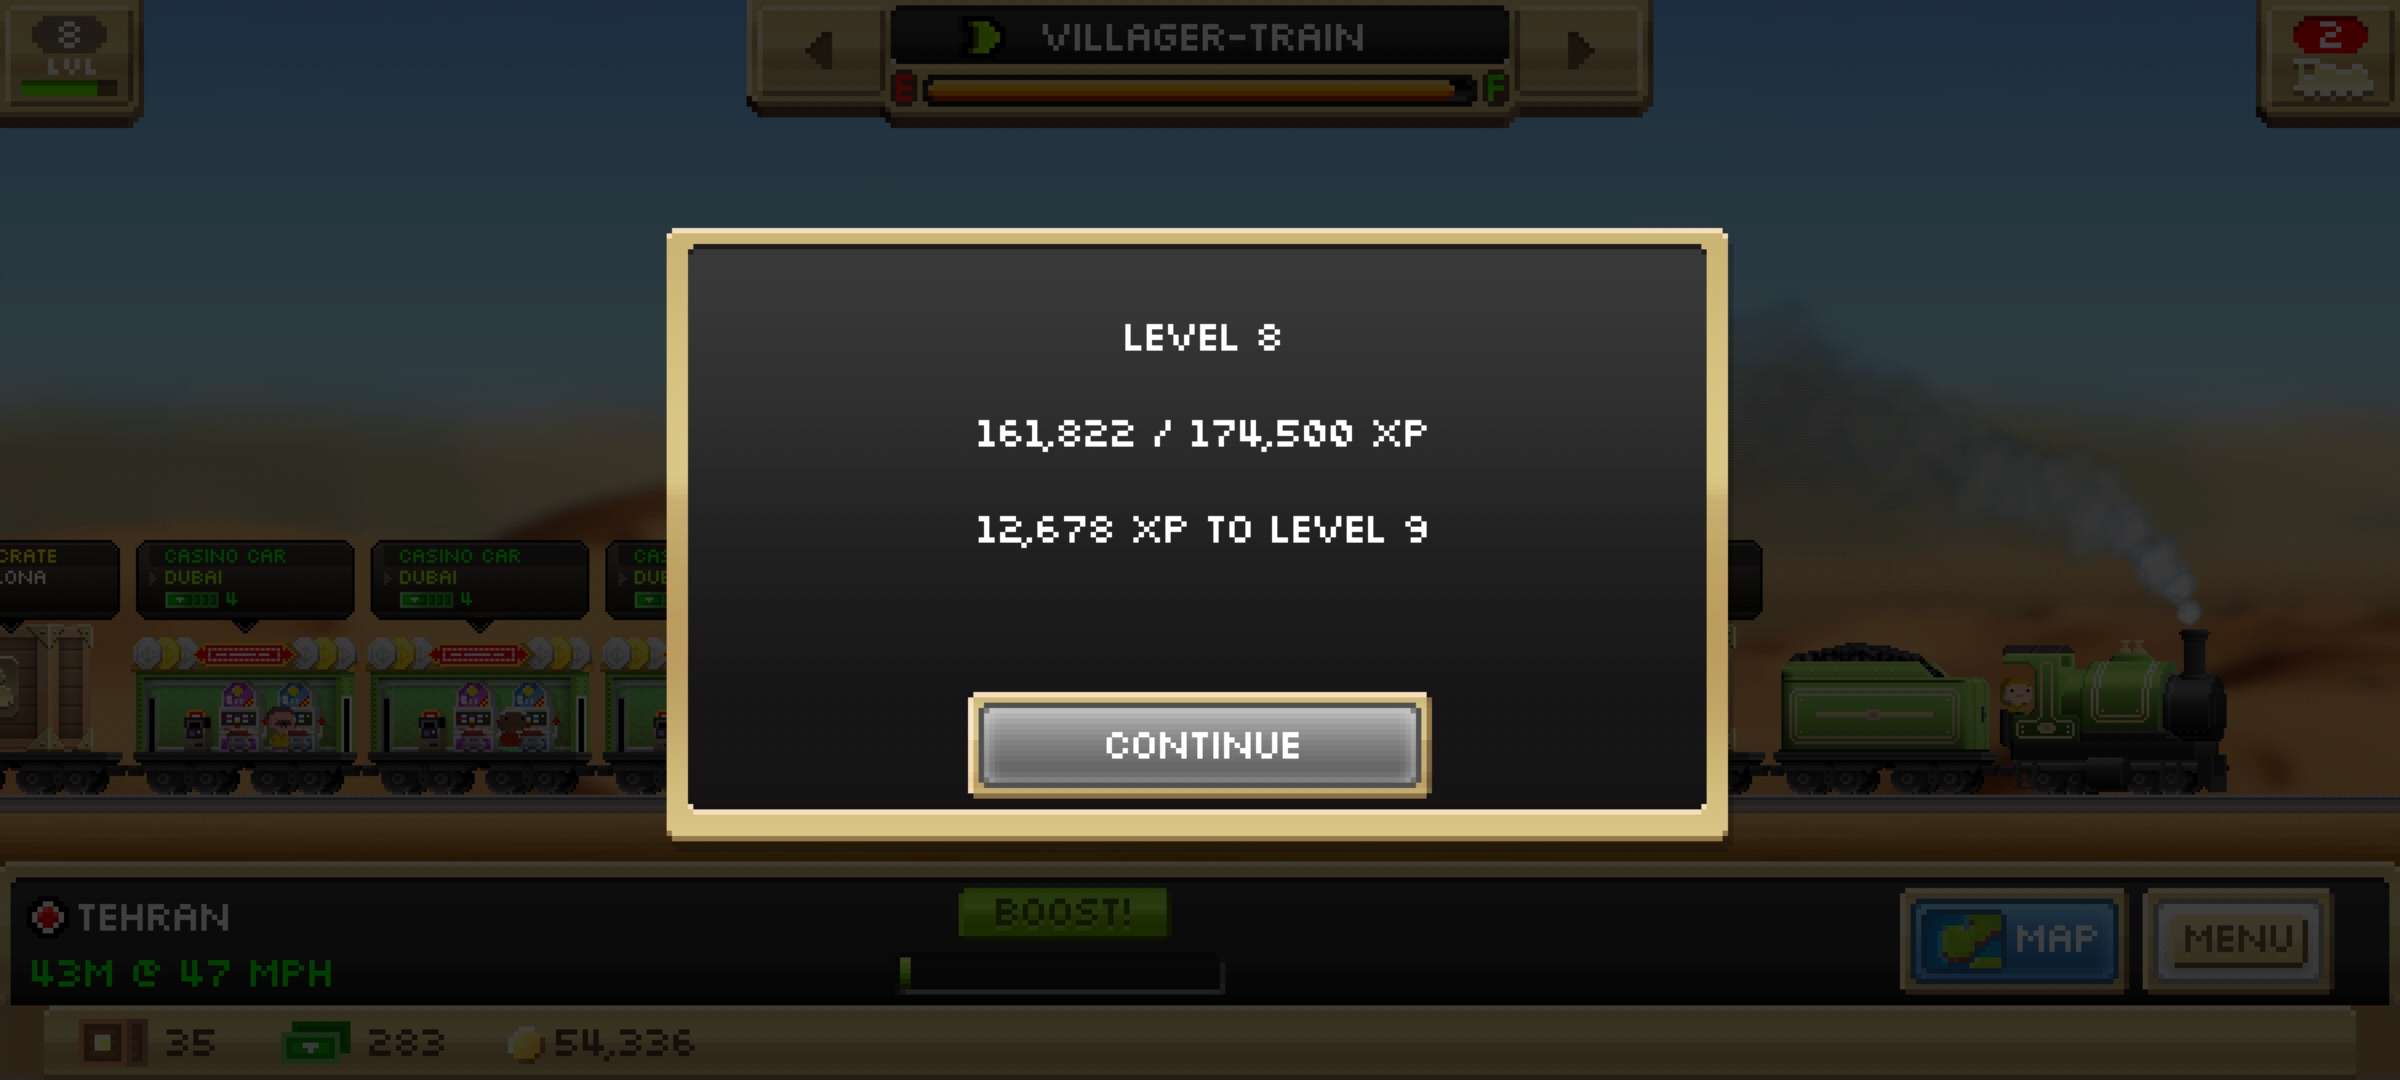 8
LVL
VILLAGER-TRAIN
E
F
2
LEVEL 8
161,822 / 174,500 XP
12,678 XP TO LEVEL 9
CONTINUE
CRATE
CASINO CAR
DUBAI
4
CASINO CAR
DUBAI
4
TEHRAN
43M @ 47 MPH
BOOST!
MAP
MENU
35
283
54,336